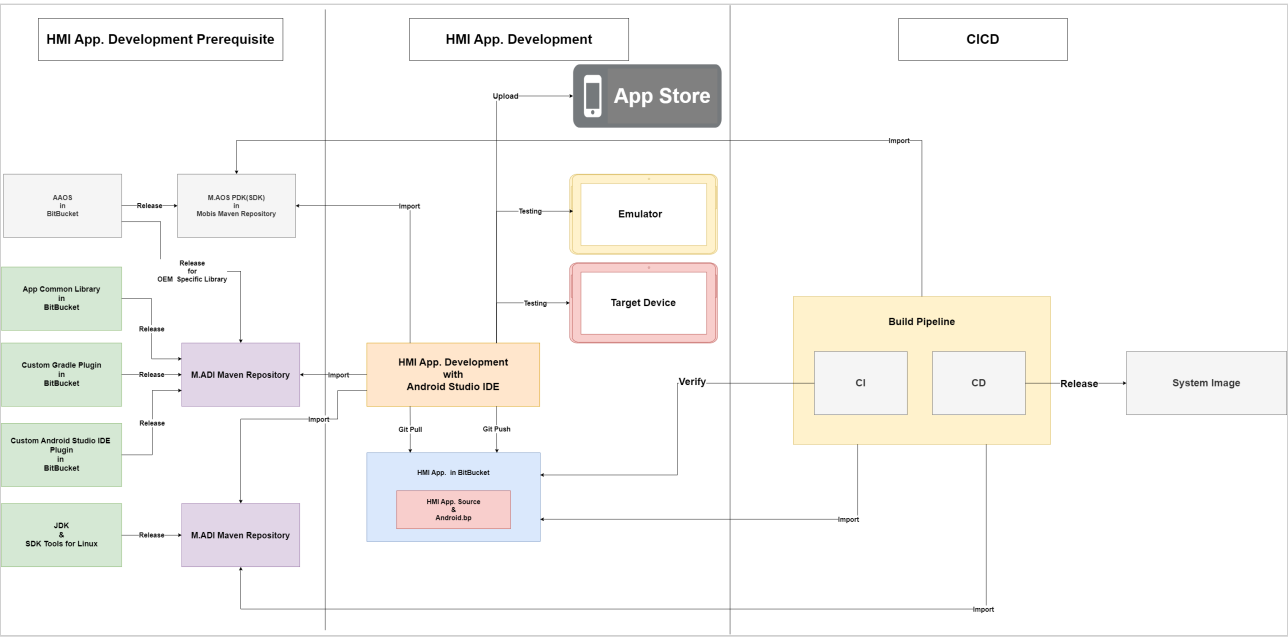 HMI App. Development Prerequisite
HMI App. Development
CICD
Upload
App Store
Import
AAOS
in
BitBucket
Release
M.AOS PDK(SDK)
in
Mobis Maven Repository
Import
Testing
Emulator
Release
for
OEM Specific Library
App Common Library
in
BitBucket
Release
Testing
Target Device
Custom Gradle Plugin
in
BitBucket
Release
M.ADI Maven Repository
Import
HMI App. Development
with
Android Studio IDE
Build Pipeline
CI
CD
Verify
Release
System Image
Release
Import
Custom Android Studio IDE
Plugin
in
BitBucket
Git Pull
Git Push
HMI App. in BitBucket
HMI App. Source
&
Android.bp
Import
JDK
&
SDK Tools for Linux
Release
M.ADI Maven Repository
Import